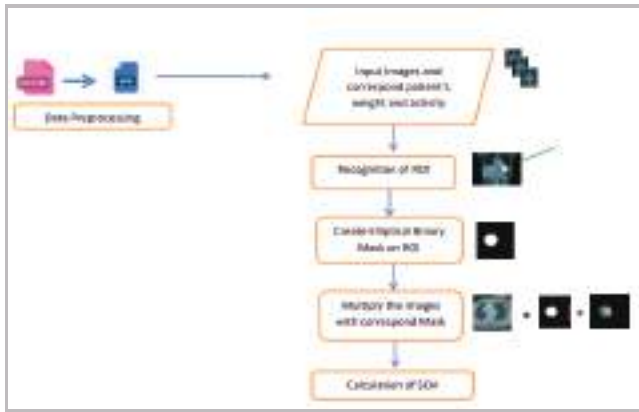 Data Preprocessing
Input Images and
correspond patient's
weight and activity
Recognition of ROI
Create Elliptical Binary
Mask on ROI
Multiply the Images
with correspond Mask
Calculation of SUV